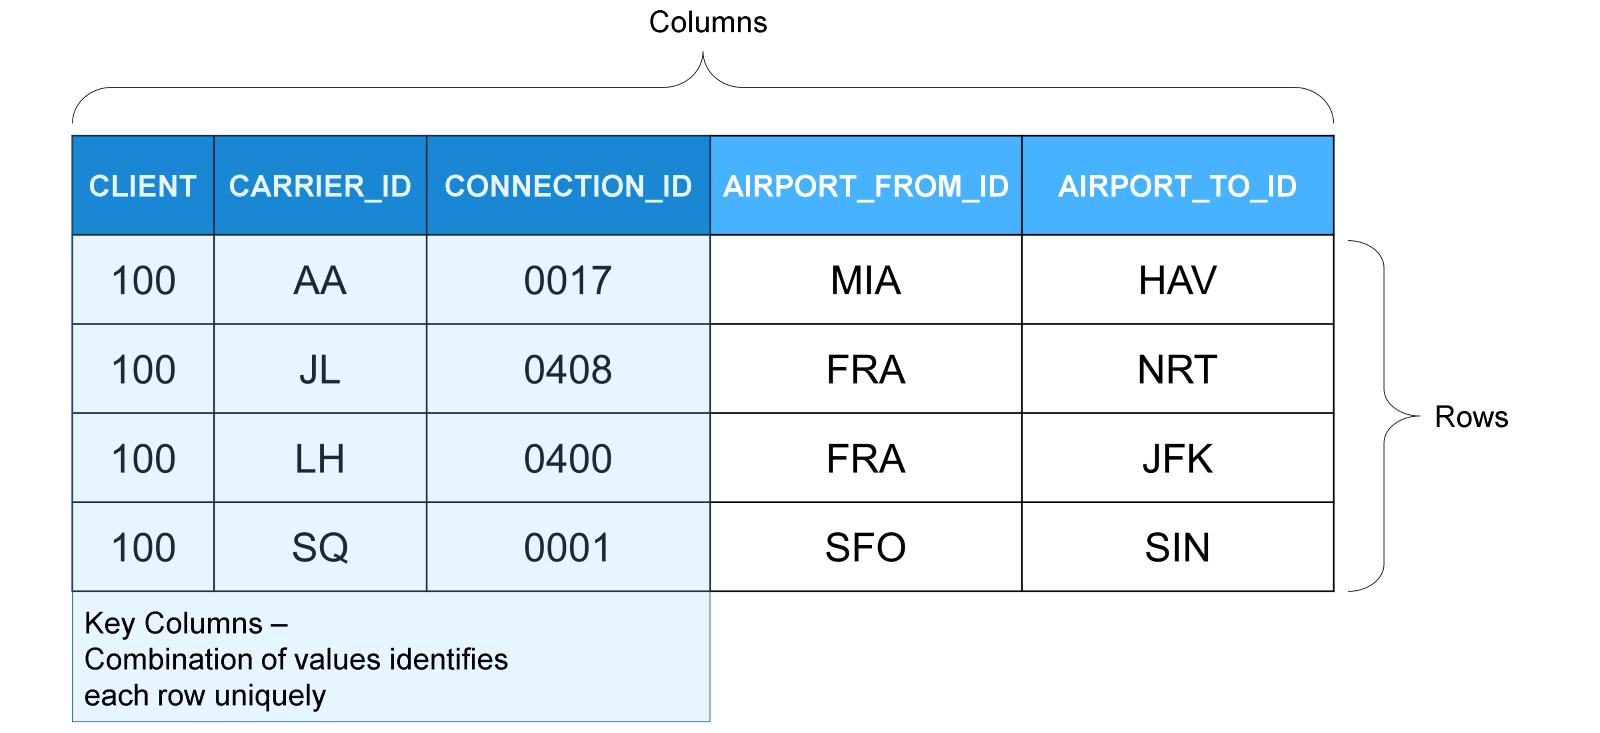 Columns
CLIENT CARRIER_ID CONNECTION_ID AIRPORT_FROM_ID AIRPORT_TO_ID
100 AA 0017 MIA HAV
100 JL 0408 FRA NRT
100 LH 0400 FRA JFK
100 SQ 0001 SFO SIN
Rows
Key Columns –
Combination of values identifies
each row uniquely